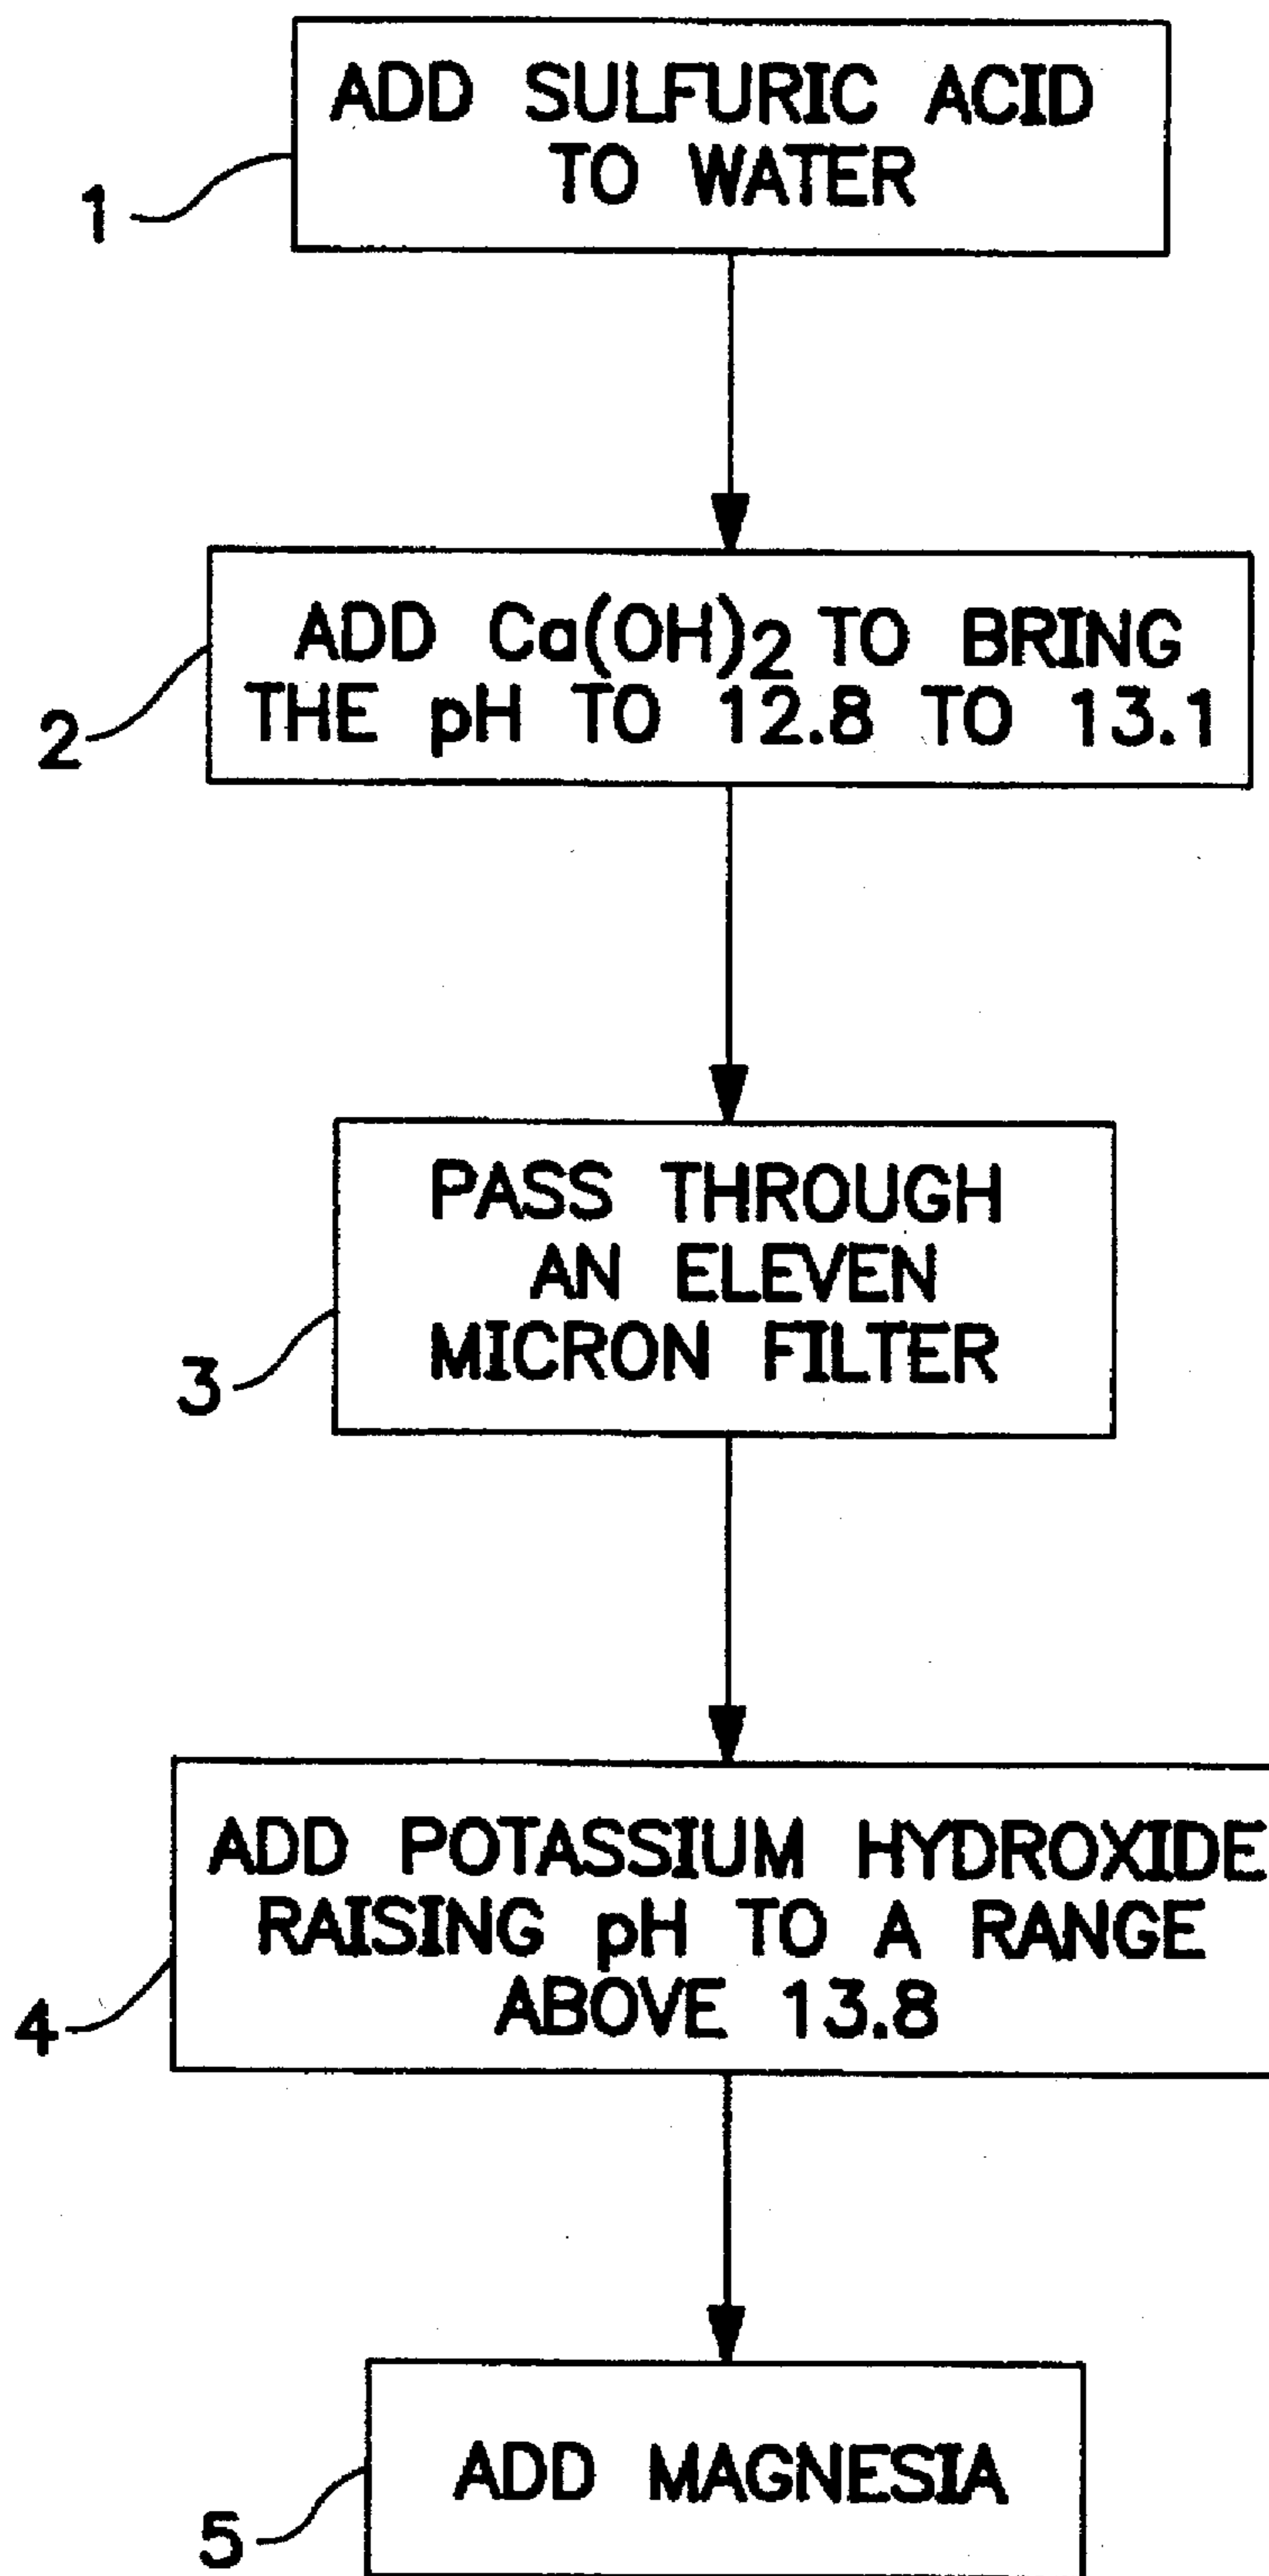 ADD SULFURIC ACID
TO WATER
1
ADD Ca(OH)₂ TO BRING
THE pH TO 12.8 TO 13.1
2
PASS THROUGH
AN ELEVEN
MICRON FILTER
3
ADD POTASSIUM HYDROXIDE
RAISING pH TO A RANGE
ABOVE 13.8
4
ADD MAGNESIA
5